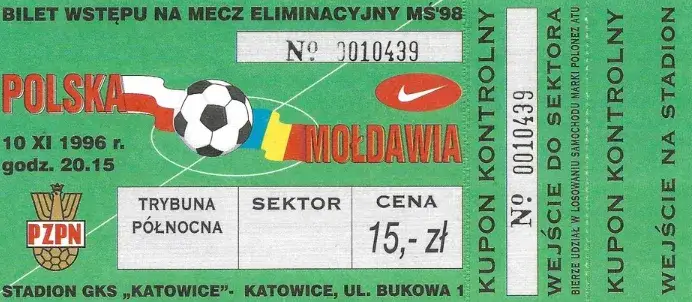 BILET WSTĘPU NA MECZ ELIMINACYJNY MŚ'98
Nº 0010439
POLSKA
MOŁDAWIA
10 XI 1996 r.
godz. 20.15
PZPN
TRYBUNA
PÓŁNOCNA
SEKTOR
CENA
15,- zł
STADION GKS „KATOWICE”- KATOWICE, UL. BUKOWA 1
KUPON KONTROLNY
Nº 0010439
WEJŚCIE DO SEKTORA
BIERZE UDZIAŁ W LOSOWANIU SAMOCHODU MARKI POLONEZ ATU
KUPON KONTROLNY
WEJŚCIE NA STADION